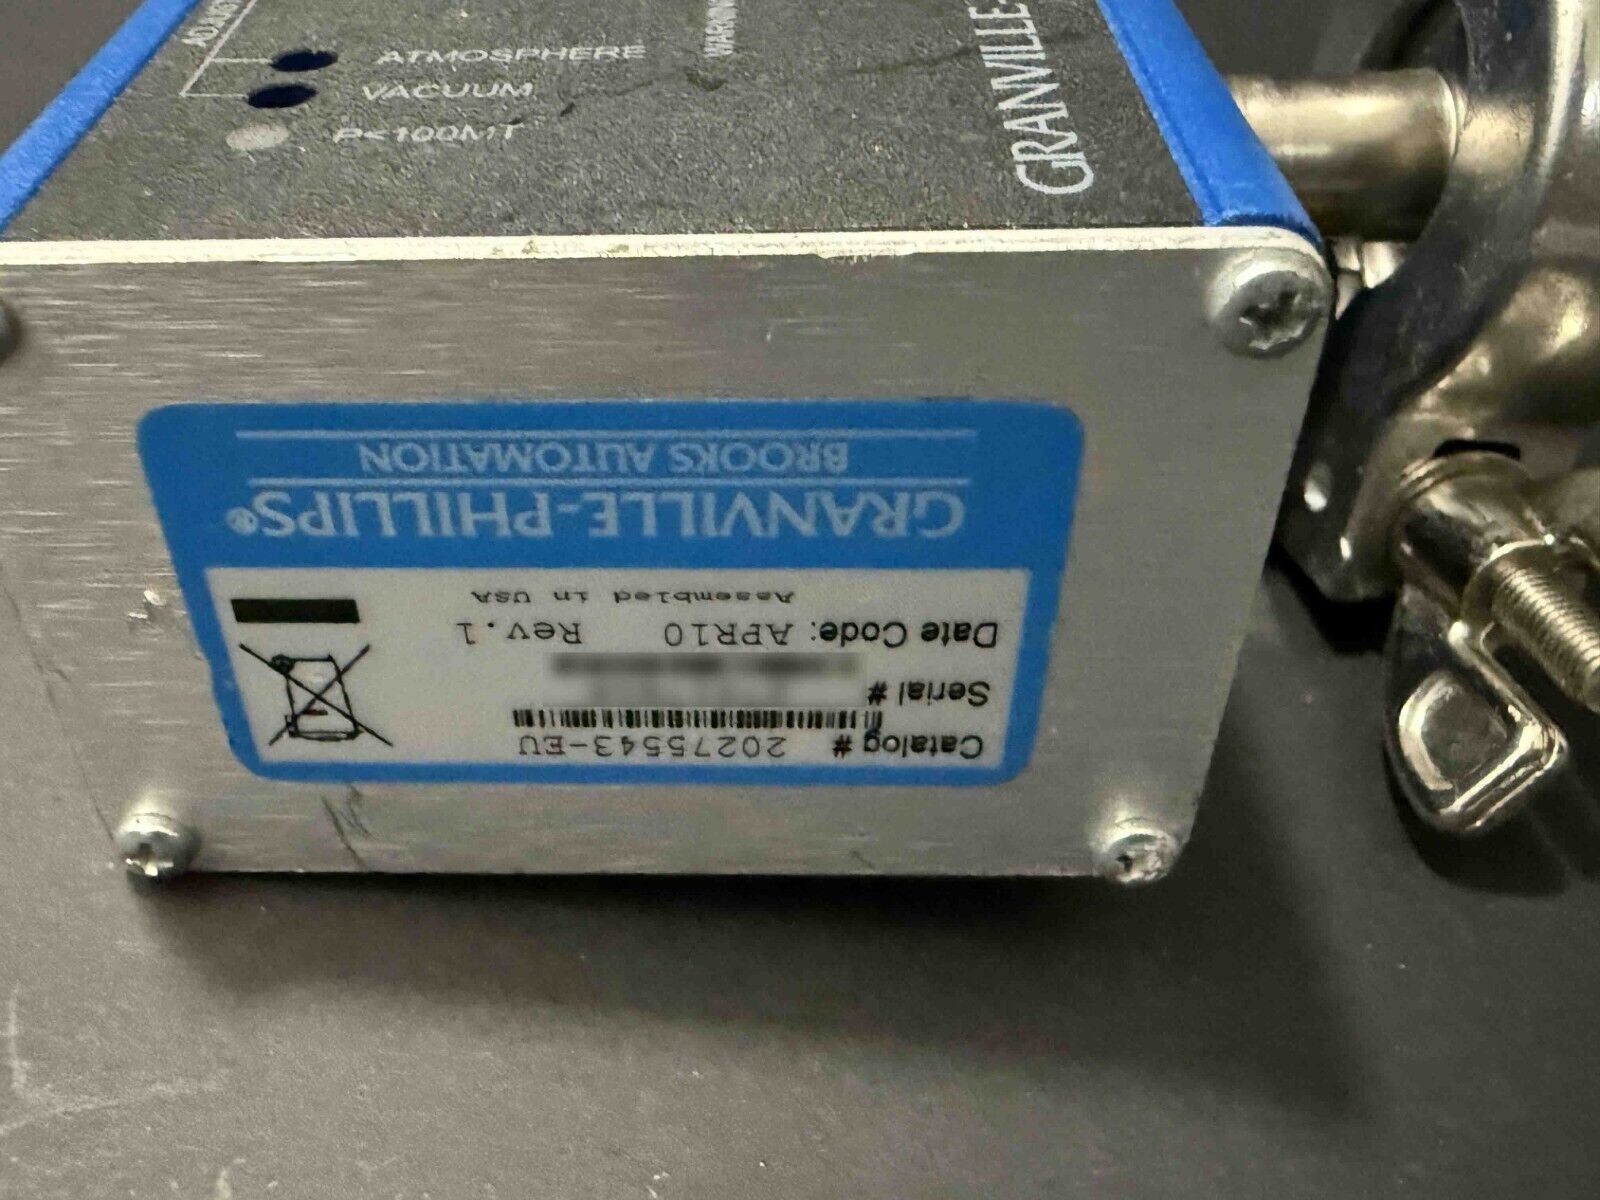 ATMOSPHERE
VACUUM
P<100MT
WARNING
GRANVILLE-
GRANVILLE-PHILLIPS®
BROOKS AUTOMATION
Catalog # 20275543-EU
Serial #
Date Code: APR10 Rev.1
Assembled in USA